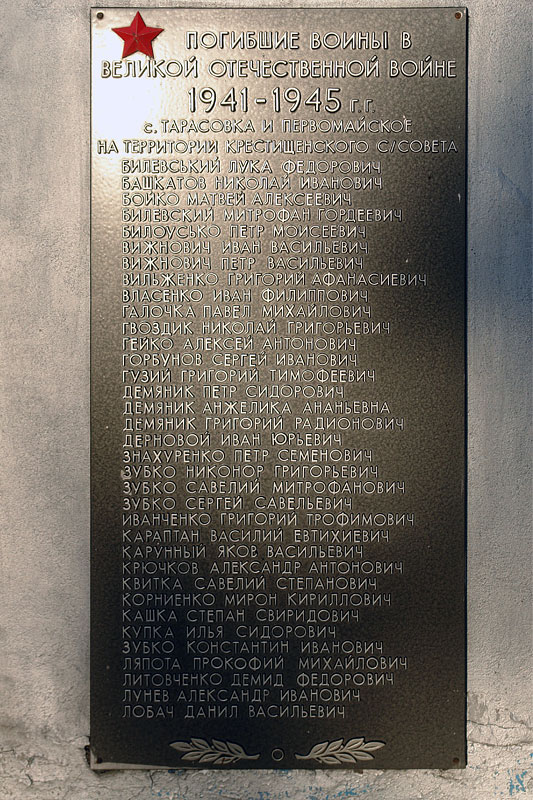 ПОГИБШИЕ ВОИНЫ В
ВЕЛИКОЙ ОТЕЧЕСТВЕННОЙ ВОЙНЕ
1941-1945 г.г.
с. ТАРАСОВКА И ПЕРВОМАЙСКОЕ
НА ТЕРРИТОРИИ КРЕСТИЩЕНСКОГО С/СОВЕТА
БИЛЕВСЬКИЙ ЛУКА ФЕДОРОВИЧ
БАШКАТОВ НИКОЛАЙ ИВАНОВИЧ
БОЙКО МАТВЕЙ АЛЕКСЕЕВИЧ
БИЛЕВСКИЙ МИТРОФАН ГОРДЕЕВИЧ
БИЛОУСЬКО ПЕТР МОИСЕЕВИЧ
ВИЖНОВИЧ ИВАН ВАСИЛЬЕВИЧ
ВИЖНОВИЧ ПЕТР ВАСИЛЬЕВИЧ
ВИЛЬЖЕНКО ГРИГОРИЙ АФАНАСИЕВИЧ
ВЛАСЕНКО ИВАН ФИЛИППОВИЧ
ГАЛОЧКА ПАВЕЛ МИХАЙЛОВИЧ
ГВОЗДИК НИКОЛАЙ ГРИГОРЬЕВИЧ
ГЕЙКО АЛЕКСЕЙ АНТОНОВИЧ
ГОРБУНОВ СЕРГЕЙ ИВАНОВИЧ
ГУЗИЙ ГРИГОРИЙ ТИМОФЕЕВИЧ
ДЕМЯНИК ПЕТР СИДОРОВИЧ
ДЕМЯНИК АНЖЕЛИКА АНАНЬЕВНА
ДЕМЯНИК ГРИГОРИЙ РАДИОНОВИЧ
ДЕРНОВОЙ ИВАН ЮРЬЕВИЧ
ЗНАХУРЕНКО ПЕТР СЕМЕНОВИЧ
ЗУБКО НИКОНОР ГРИГОРЬЕВИЧ
ЗУБКО САВЕЛИЙ МИТРОФАНОВИЧ
ЗУБКО СЕРГЕЙ САВЕЛЬЕВИЧ
ИВАНЧЕНКО ГРИГОРИЙ ТРОФИМОВИЧ
КАРАПТАН ВАСИЛИЙ ЕВТИХИЕВИЧ
КАРУННЫЙ ЯКОВ ВАСИЛЬЕВИЧ
КРЮЧКОВ АЛЕКСАНДР АНТОНОВИЧ
КВИТКА САВЕЛИЙ СТЕПАНОВИЧ
КОРНИЕНКО МИРОН КИРИЛЛОВИЧ
КАШКА СТЕПАН СВИРИДОВИЧ
КУПКА ИЛЬЯ СИДОРОВИЧ
ЗУБКО КОНСТАНТИН ИВАНОВИЧ
ЛЯПОТА ПРОКОФИЙ МИХАЙЛОВИЧ
ЛИТОВЧЕНКО ДЕМИД ФЕДОРОВИЧ
ЛУНЕВ АЛЕКСАНДР ИВАНОВИЧ
ЛОБАЧ ДАНИЛ ВАСИЛЬЕВИЧ